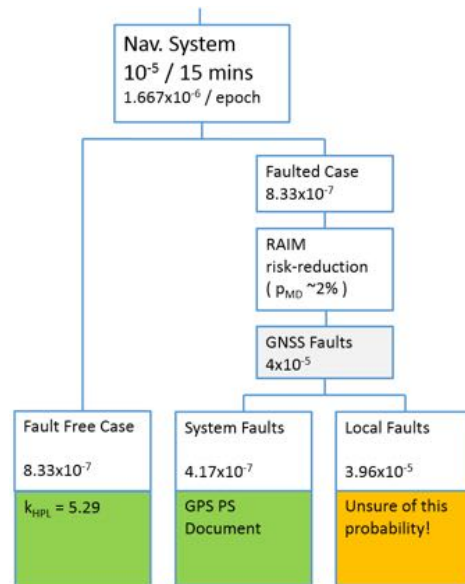 Nav. System
10⁻⁵ / 15 mins
1.667x10⁻⁶ / epoch
Faulted Case
8.33x10⁻⁷
RAIM
risk-reduction
( pMD ~2% )
GNSS Faults
4x10⁻⁵
Fault Free Case
8.33x10⁻⁷
kHPL = 5.29
System Faults
4.17x10⁻⁷
GPS PS
Document
Local Faults
3.96x10⁻⁵
Unsure of this
probability!